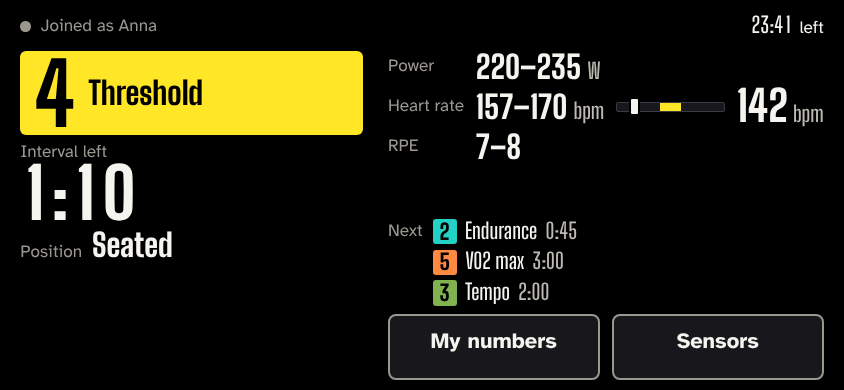 Joined as Anna
23:41 left
4 Threshold
Interval left
1:10
Position Seated
Power 220–235 W
Heart rate 157–170 bpm 142 bpm
RPE 7–8
Next 2 Endurance 0:45
5 VO2 max 3:00
3 Tempo 2:00
My numbers
Sensors